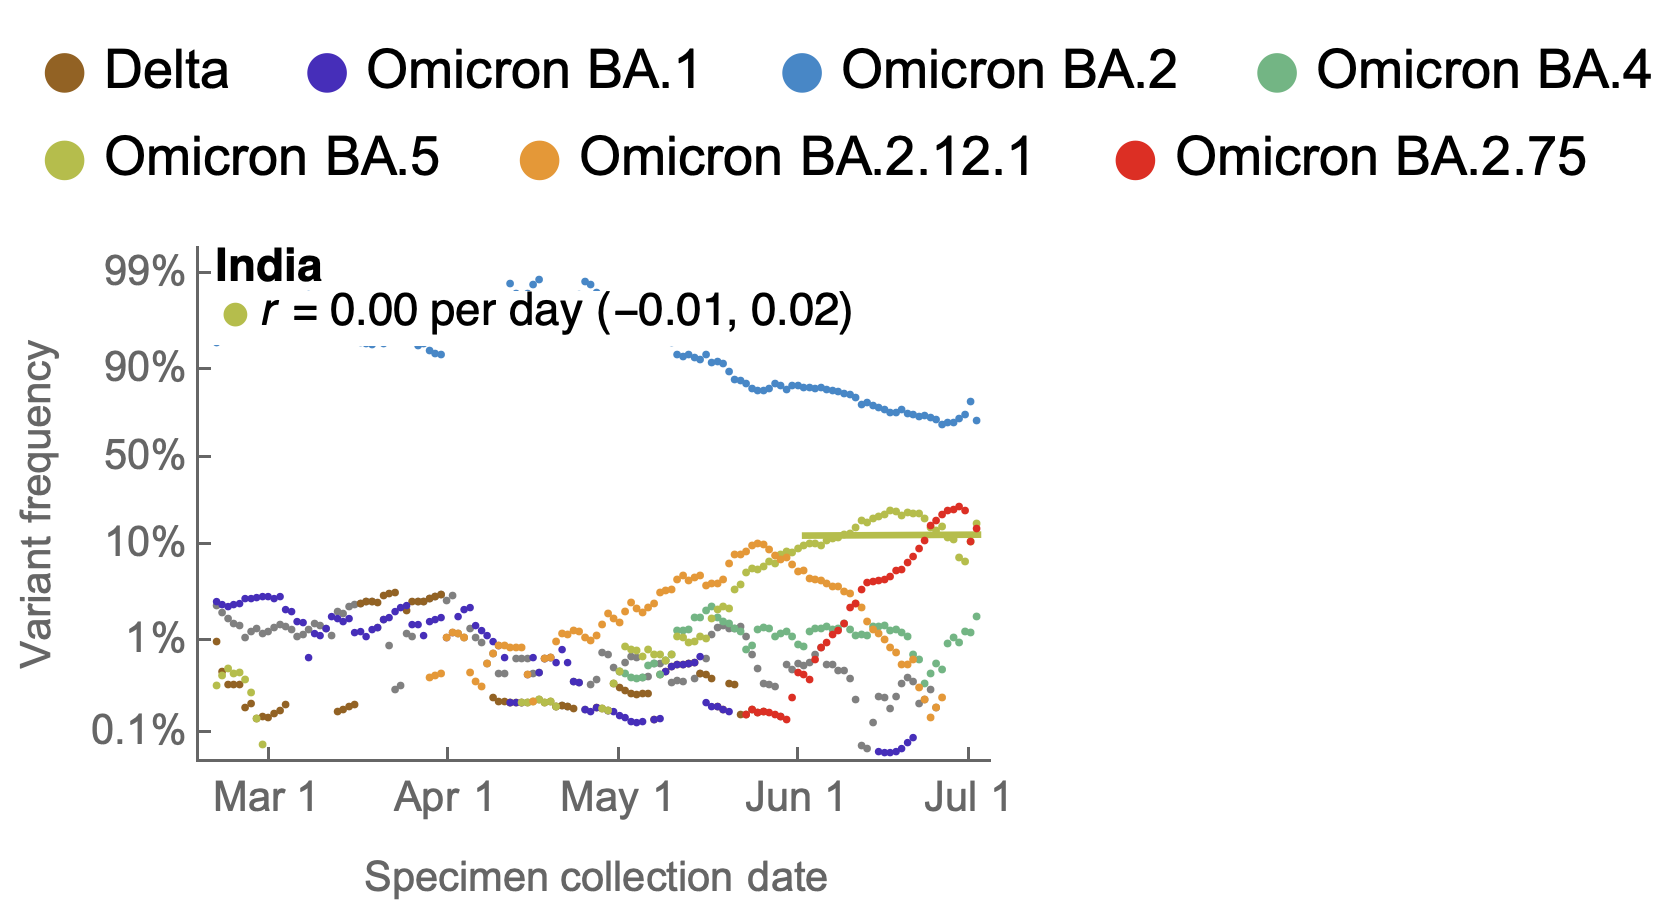 Delta Omicron BA.1 Omicron BA.2 Omicron BA.4
Omicron BA.5 Omicron BA.2.12.1 Omicron BA.2.75
India
r = 0.00 per day (−0.01, 0.02)
Variant frequency
99%
90%
50%
10%
1%
0.1%
Mar 1 Apr 1 May 1 Jun 1 Jul 1
Specimen collection date